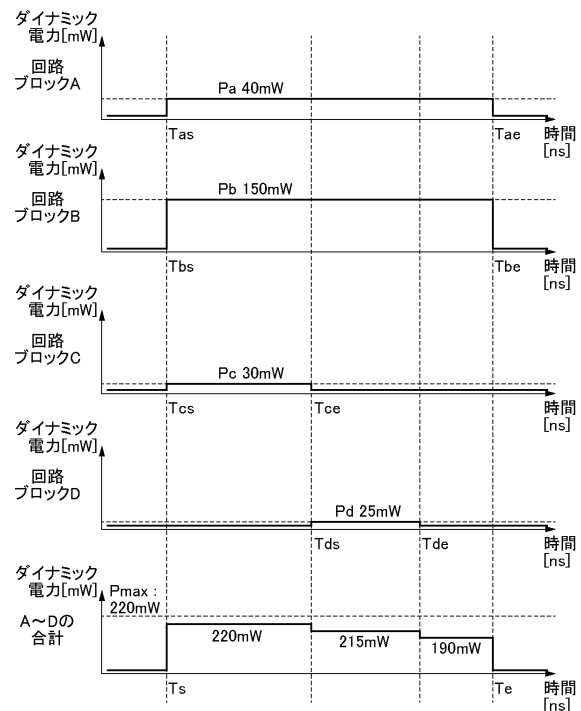 ダイナミック
電力[mW]
回路
ブロックA
Pa 40mW
Tas
Tae
時間
[ns]
ダイナミック
電力[mW]
回路
ブロックB
Pb 150mW
Tbs
Tbe
時間
[ns]
ダイナミック
電力[mW]
回路
ブロックC
Pc 30mW
Tcs
Tce
時間
[ns]
ダイナミック
電力[mW]
回路
ブロックD
Pd 25mW
Tds
Tde
時間
[ns]
ダイナミック
電力[mW]
Pmax :
220mW
A～Dの
合計
220mW
215mW
190mW
Ts
Te
時間
[ns]